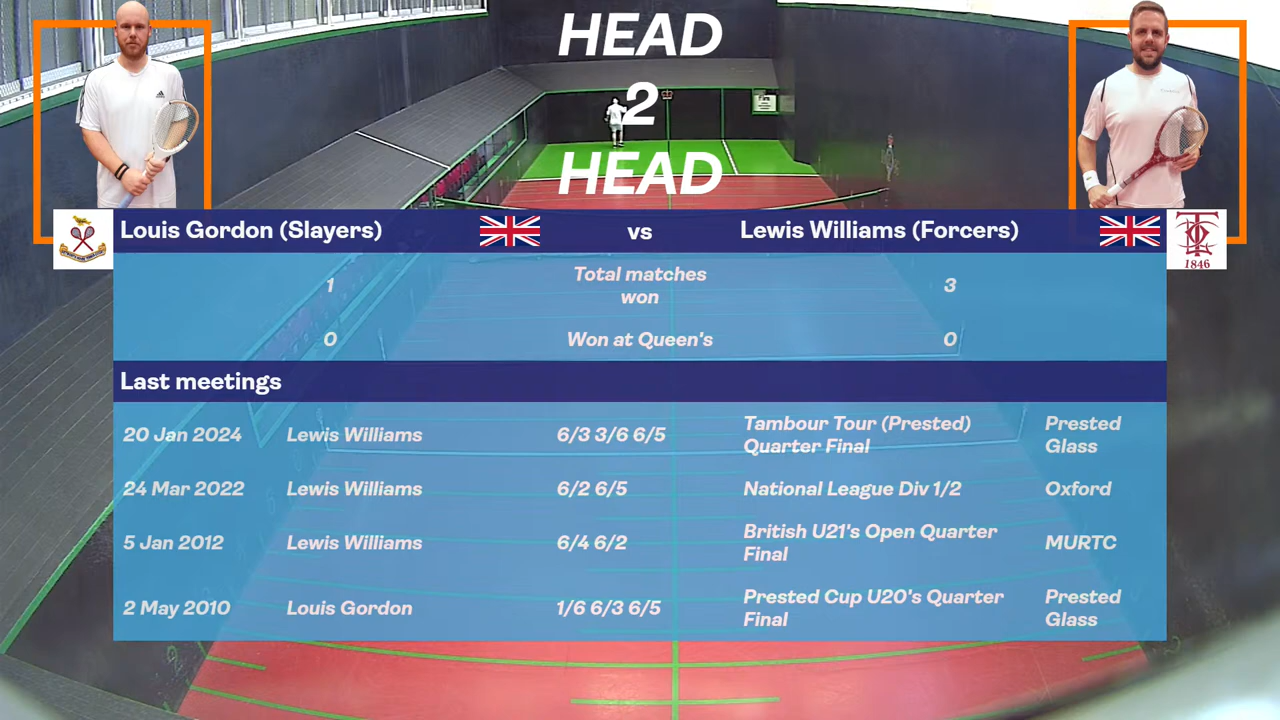 HEAD
2
HEAD
Louis Gordon (Slayers)
vs
Lewis Williams (Forcers)
1846
1
Total matches
won
3
0
Won at Queen's
0
Last meetings
20 Jan 2024
Lewis Williams
6/3 3/6 6/5
Tambour Tour (Prested)
Quarter Final
Prested
Glass
24 Mar 2022
Lewis Williams
6/2 6/5
National League Div 1/2
Oxford
5 Jan 2012
Lewis Williams
6/4 6/2
British U21's Open Quarter
Final
MURTC
2 May 2010
Louis Gordon
1/6 6/3 6/5
Prested Cup U20's Quarter
Final
Prested
Glass